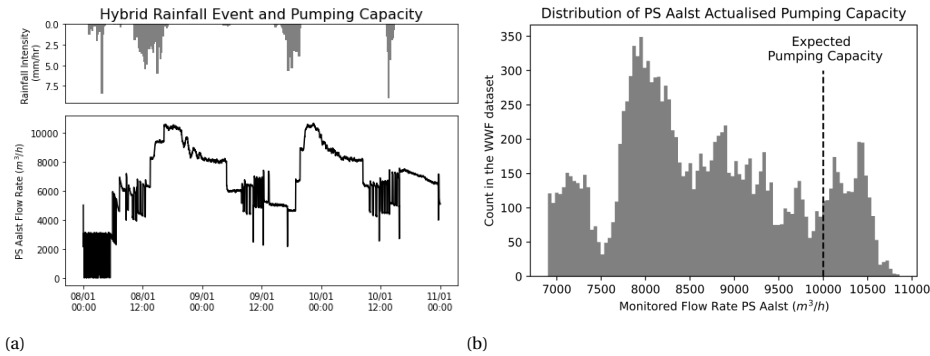 Hybrid Rainfall Event and Pumping Capacity
Rainfall Intensity
(mm/hr)
0.0
2.5
5.0
7.5
PS Aalst Flow Rate (m³/h)
10000
8000
6000
4000
2000
0
08/01 08/01 09/01 09/01 10/01 10/01 11/01
00:00 12:00 00:00 12:00 00:00 12:00 00:00
(a)
Distribution of PS Aalst Actualised Pumping Capacity
Expected
Pumping Capacity
Count in the WWF dataset
350
300
250
200
150
100
50
0
7000 7500 8000 8500 9000 9500 10000 10500 11000
Monitored Flow Rate PS Aalst (m³/h)
(b)